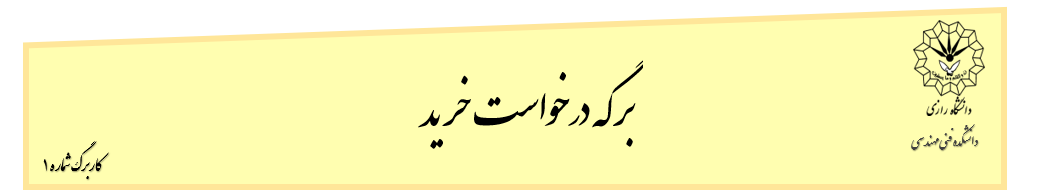 دانشگاه رازی
دانشکده فنی مهندسی
برگه درخواست خرید
کاربرگ شماره ۱